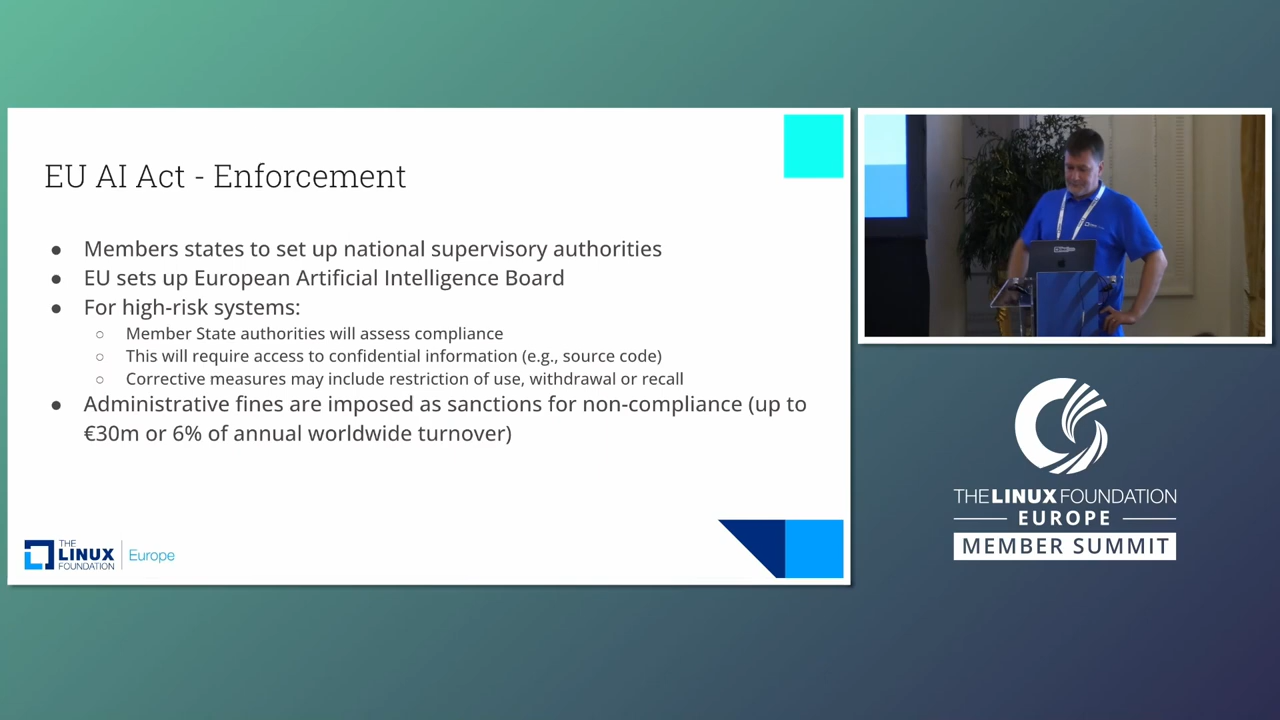 EU AI Act - Enforcement
● Members states to set up national supervisory authorities
● EU sets up European Artificial Intelligence Board
● For high-risk systems:
○ Member State authorities will assess compliance
○ This will require access to confidential information (e.g., source code)
○ Corrective measures may include restriction of use, withdrawal or recall
● Administrative fines are imposed as sanctions for non-compliance (up to
€30m or 6% of annual worldwide turnover)
THE
LINUX
FOUNDATION
Europe
THE LINUX FOUNDATION
EUROPE
MEMBER SUMMIT